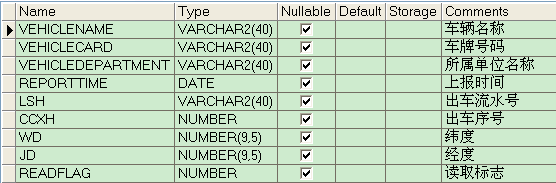 Name Type Nullable Default Storage Comments
VEHICLENAME VARCHAR2(40) 车辆名称
VEHICLECARD VARCHAR2(40) 车牌号码
VEHICLEDEPARTMENT VARCHAR2(40) 所属单位名称
REPORTTIME DATE 上报时间
LSH VARCHAR2(40) 出车流水号
CCXH NUMBER 出车序号
WD NUMBER(9,5) 纬度
JD NUMBER(9,5) 经度
READFLAG NUMBER 读取标志